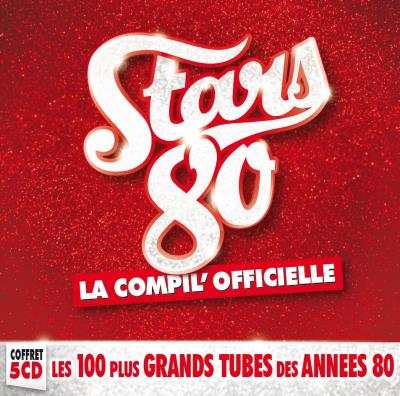 Stars
80
LA COMPIL' OFFICIELLE
COFFRET
5CD
LES 100 PLUS GRANDS TUBES DES ANNEES 80